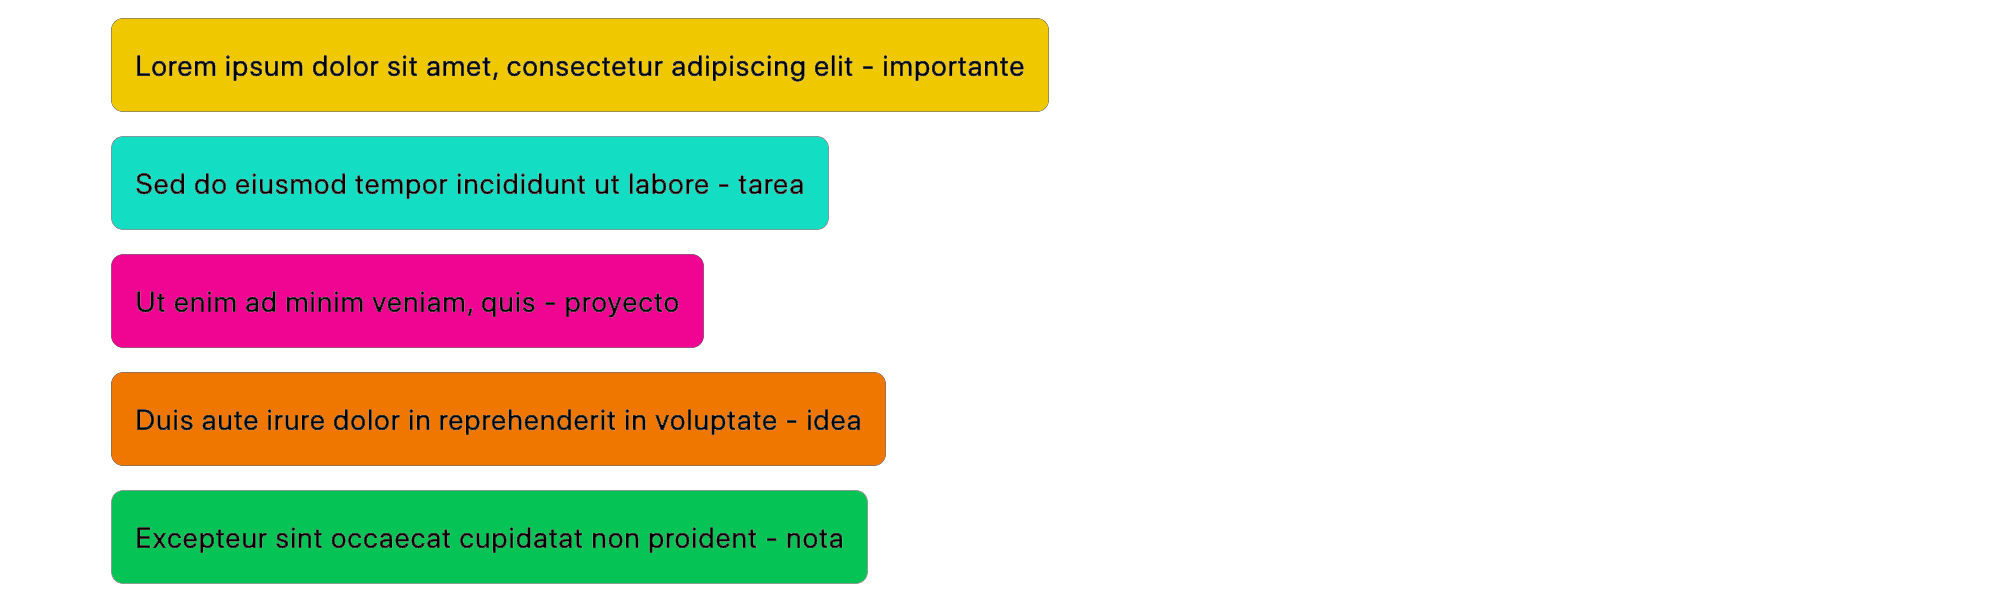 Lorem ipsum dolor sit amet, consectetur adipiscing elit - importante
Sed do eiusmod tempor incididunt ut labore - tarea
Ut enim ad minim veniam, quis - proyecto
Duis aute irure dolor in reprehenderit in voluptate - idea
Excepteur sint occaecat cupidatat non proident - nota